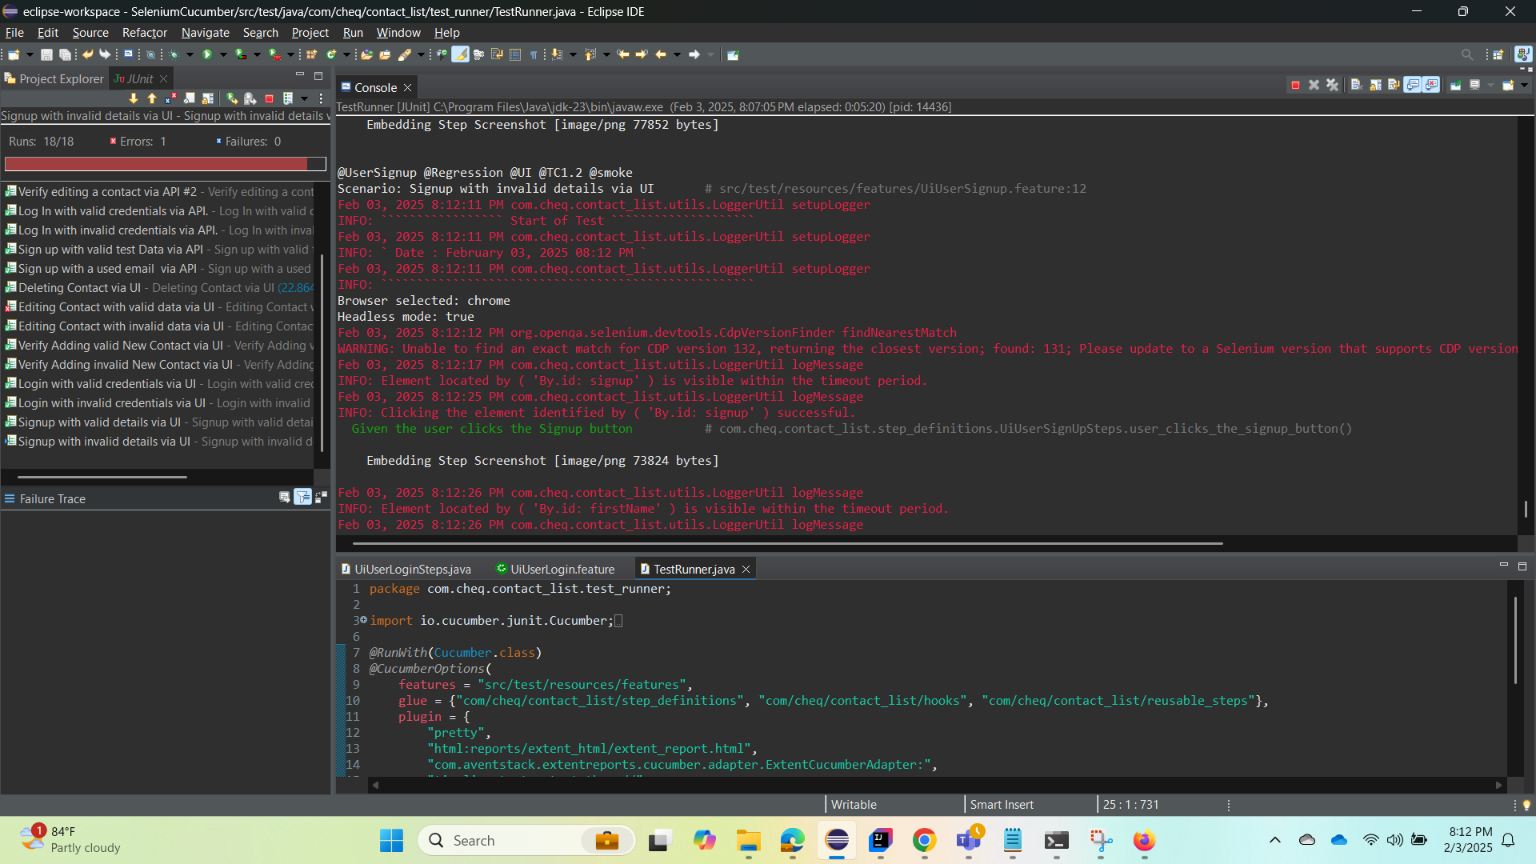 eclipse-workspace - SeleniumCucumber/src/test/java/com/cheq/contact_list/test_runner/TestRunner.java - Eclipse IDE
File Edit Source Refactor Navigate Search Project Run Window Help
Project Explorer JUnit
Signup with invalid details via UI - Signup with invalid details v
Runs: 18/18 Errors: 1 Failures: 0
Verify editing a contact via API #2 - Verify editing a cont
Log In with valid credentials via API. - Log In with valid c
Log In with invalid credentials via API. - Log In with inva
Sign up with valid test Data via API - Sign up with valid
Sign up with a used email via API - Sign up with a used
Deleting Contact via UI - Deleting Contact via UI (22.864
Editing Contact with valid data via UI - Editing Contact v
Editing Contact with invalid data via UI - Editing Contac
Verify Adding valid New Contact via UI - Verify Adding v
Verify Adding invalid New Contact via UI - Verify Adding
Login with valid credentials via UI - Login with valid cre
Login with invalid credentials via UI - Login with invalid
Signup with valid details via UI - Signup with valid detai
Signup with invalid details via UI - Signup with invalid d
Failure Trace
Console
TestRunner [JUnit] C:\Program Files\Java\jdk-23\bin\javaw.exe (Feb 3, 2025, 8:07:05 PM elapsed: 0:05:20) [pid: 14436]
Embedding Step Screenshot [image/png 77852 bytes]
@UserSignup @Regression @UI @TC1.2 @smoke
Scenario: Signup with invalid details via UI # src/test/resources/features/UiUserSignup.feature:12
Feb 03, 2025 8:12:11 PM com.cheq.contact_list.utils.LoggerUtil setupLogger
INFO: ````````````````` Start of Test ````````````````````
Feb 03, 2025 8:12:11 PM com.cheq.contact_list.utils.LoggerUtil setupLogger
INFO: ` Date : February 03, 2025 08:12 PM `
Feb 03, 2025 8:12:11 PM com.cheq.contact_list.utils.LoggerUtil setupLogger
INFO: ````````````````````````````````````````````````````
Browser selected: chrome
Headless mode: true
Feb 03, 2025 8:12:12 PM org.openqa.selenium.devtools.CdpVersionFinder findNearestMatch
WARNING: Unable to find an exact match for CDP version 132, returning the closest version; found: 131; Please update to a Selenium version that supports CDP version
Feb 03, 2025 8:12:17 PM com.cheq.contact_list.utils.LoggerUtil logMessage
INFO: Element located by ( 'By.id: signup' ) is visible within the timeout period.
Feb 03, 2025 8:12:25 PM com.cheq.contact_list.utils.LoggerUtil logMessage
INFO: Clicking the element identified by ( 'By.id: signup' ) successful.
Given the user clicks the Signup button # com.cheq.contact_list.step_definitions.UiUserSignUpSteps.user_clicks_the_signup_button()
Embedding Step Screenshot [image/png 73824 bytes]
Feb 03, 2025 8:12:26 PM com.cheq.contact_list.utils.LoggerUtil logMessage
INFO: Element located by ( 'By.id: firstName' ) is visible within the timeout period.
Feb 03, 2025 8:12:26 PM com.cheq.contact_list.utils.LoggerUtil logMessage
UiUserLoginSteps.java UiUserLogin.feature TestRunner.java
1 package com.cheq.contact_list.test_runner;
2
3 import io.cucumber.junit.Cucumber;
6
7 @RunWith(Cucumber.class)
8 @CucumberOptions(
9 features = "src/test/resources/features",
10 glue = {"com/cheq/contact_list/step_definitions", "com/cheq/contact_list/hooks", "com/cheq/contact_list/reusable_steps"},
11 plugin = {
12 "pretty",
13 "html:reports/extent_html/extent_report.html",
14 "com.aventstack.extentreports.cucumber.adapter.ExtentCucumberAdapter:",
Writable Smart Insert 25 : 1 : 731
1
84°F
Partly cloudy
Search
8:12 PM
2/3/2025